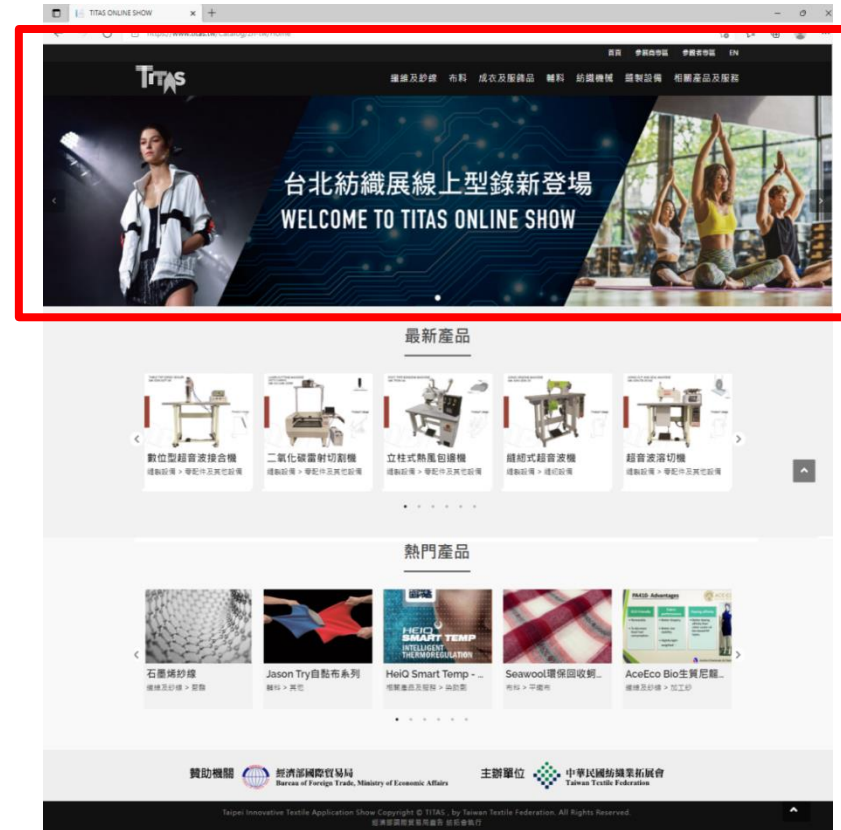 TITAS ONLINE SHOW
首頁 參展商專區 參觀者專區 EN
TITAS
纖維及紗線 布料 成衣及服飾品 輔料 紡織機械 縫製設備 相關產品及服務
台北紡織展線上型錄新登場
WELCOME TO TITAS ONLINE SHOW
最新產品
數位型超音波接合機
縫製設備 > 零配件及其它設備
二氧化碳雷射切割機
縫製設備 > 零配件及其它設備
立柱式熱風包邊機
縫製設備 > 零配件及其它設備
縫紉式超音波機
縫製設備 > 縫紉設備
超音波溶切機
縫製設備 > 零配件及其它設備
熱門產品
HEIQ
SMART TEMP
INTELLIGENT
THERMOREGULATION
PA410- Advantages
石墨烯紗線
纖維及紗線 > 聚酯
Jason Try自黏布系列
輔料 > 其他
HeiQ Smart Temp - ...
相關產品及服務 > 染助劑
Seawool環保回收蚵...
布料 > 平織布
AceEco Bio生質尼龍...
纖維及紗線 > 加工紗
贊助機關 經濟部國際貿易局
Bureau of Foreign Trade, Ministry of Economic Affairs
主辦單位 中華民國紡織業拓展會
Taiwan Textile Federation
Taipei Innovative Textile Application Show Copyright © TITAS , by Taiwan Textile Federation. All Rights Reserved.